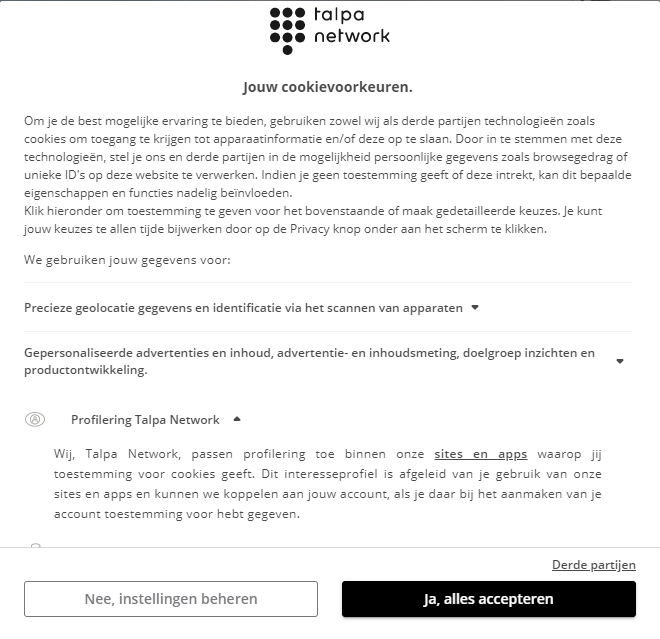 talpa
network
Jouw cookievoorkeuren.
Om je de best mogelijke ervaring te bieden, gebruiken zowel wij als derde partijen technologieën zoals
cookies om toegang te krijgen tot apparaatinformatie en/of deze op te slaan. Door in te stemmen met deze
technologieën, stel je ons en derde partijen in de mogelijkheid persoonlijke gegevens zoals browsegedrag of
unieke ID's op deze website te verwerken. Indien je geen toestemming geeft of deze intrekt, kan dit bepaalde
eigenschappen en functies nadelig beïnvloeden.
Klik hieronder om toestemming te geven voor het bovenstaande of maak gedetailleerde keuzes. Je kunt
jouw keuzes te allen tijde bijwerken door op de Privacy knop onder aan het scherm te klikken.
We gebruiken jouw gegevens voor:
Precieze geolocatie gegevens en identificatie via het scannen van apparaten
Gepersonaliseerde advertenties en inhoud, advertentie- en inhoudsmeting, doelgroep inzichten en
productontwikkeling.
Profilering Talpa Network
Wij, Talpa Network, passen profilering toe binnen onze sites en apps waarop jij
toestemming voor cookies geeft. Dit interesseprofiel is afgeleid van je gebruik van onze
sites en apps en kunnen we koppelen aan jouw account, als je daar bij het aanmaken van je
account toestemming voor hebt gegeven.
Derde partijen
Nee, instellingen beheren
Ja, alles accepteren